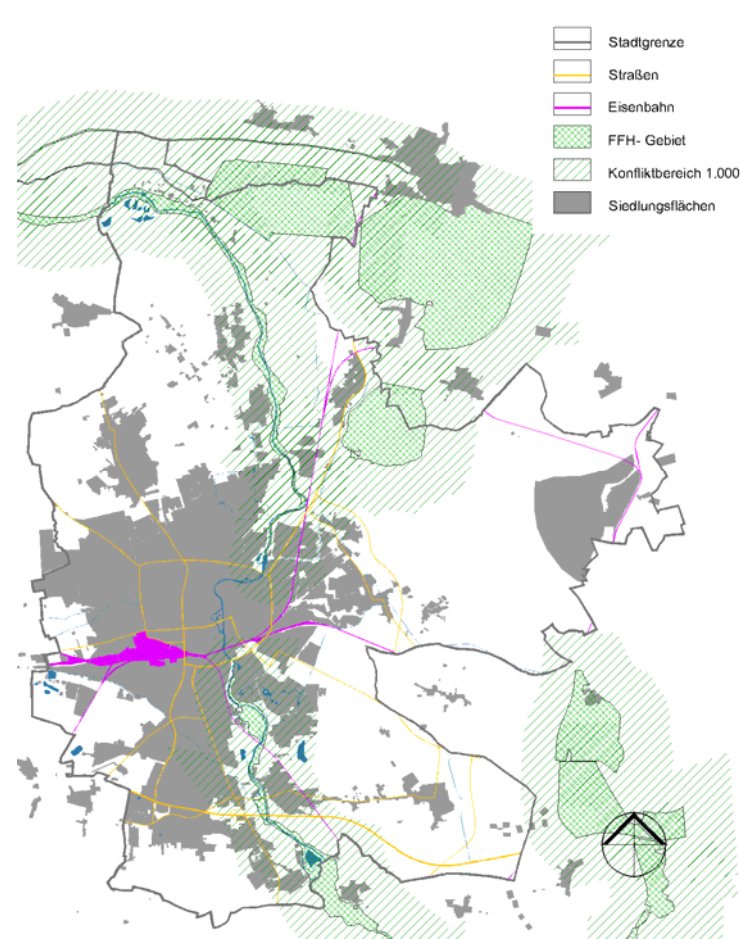 Stadtgrenze
Straßen
Eisenbahn
FFH- Gebiet
Konfliktbereich 1.000
Siedlungsflächen